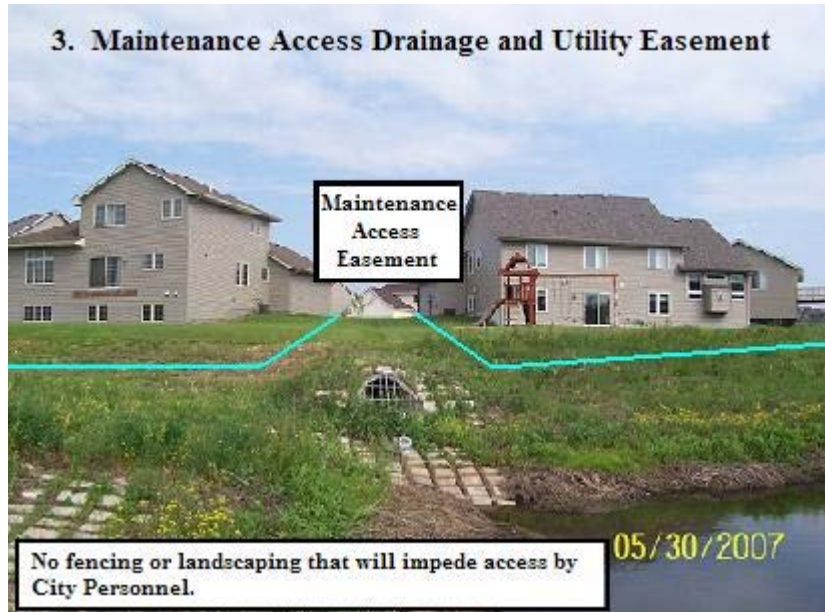 3. Maintenance Access Drainage and Utility Easement
Maintenance
Access
Easement
05/30/2007
No fencing or landscaping that will impede access by
City Personnel.